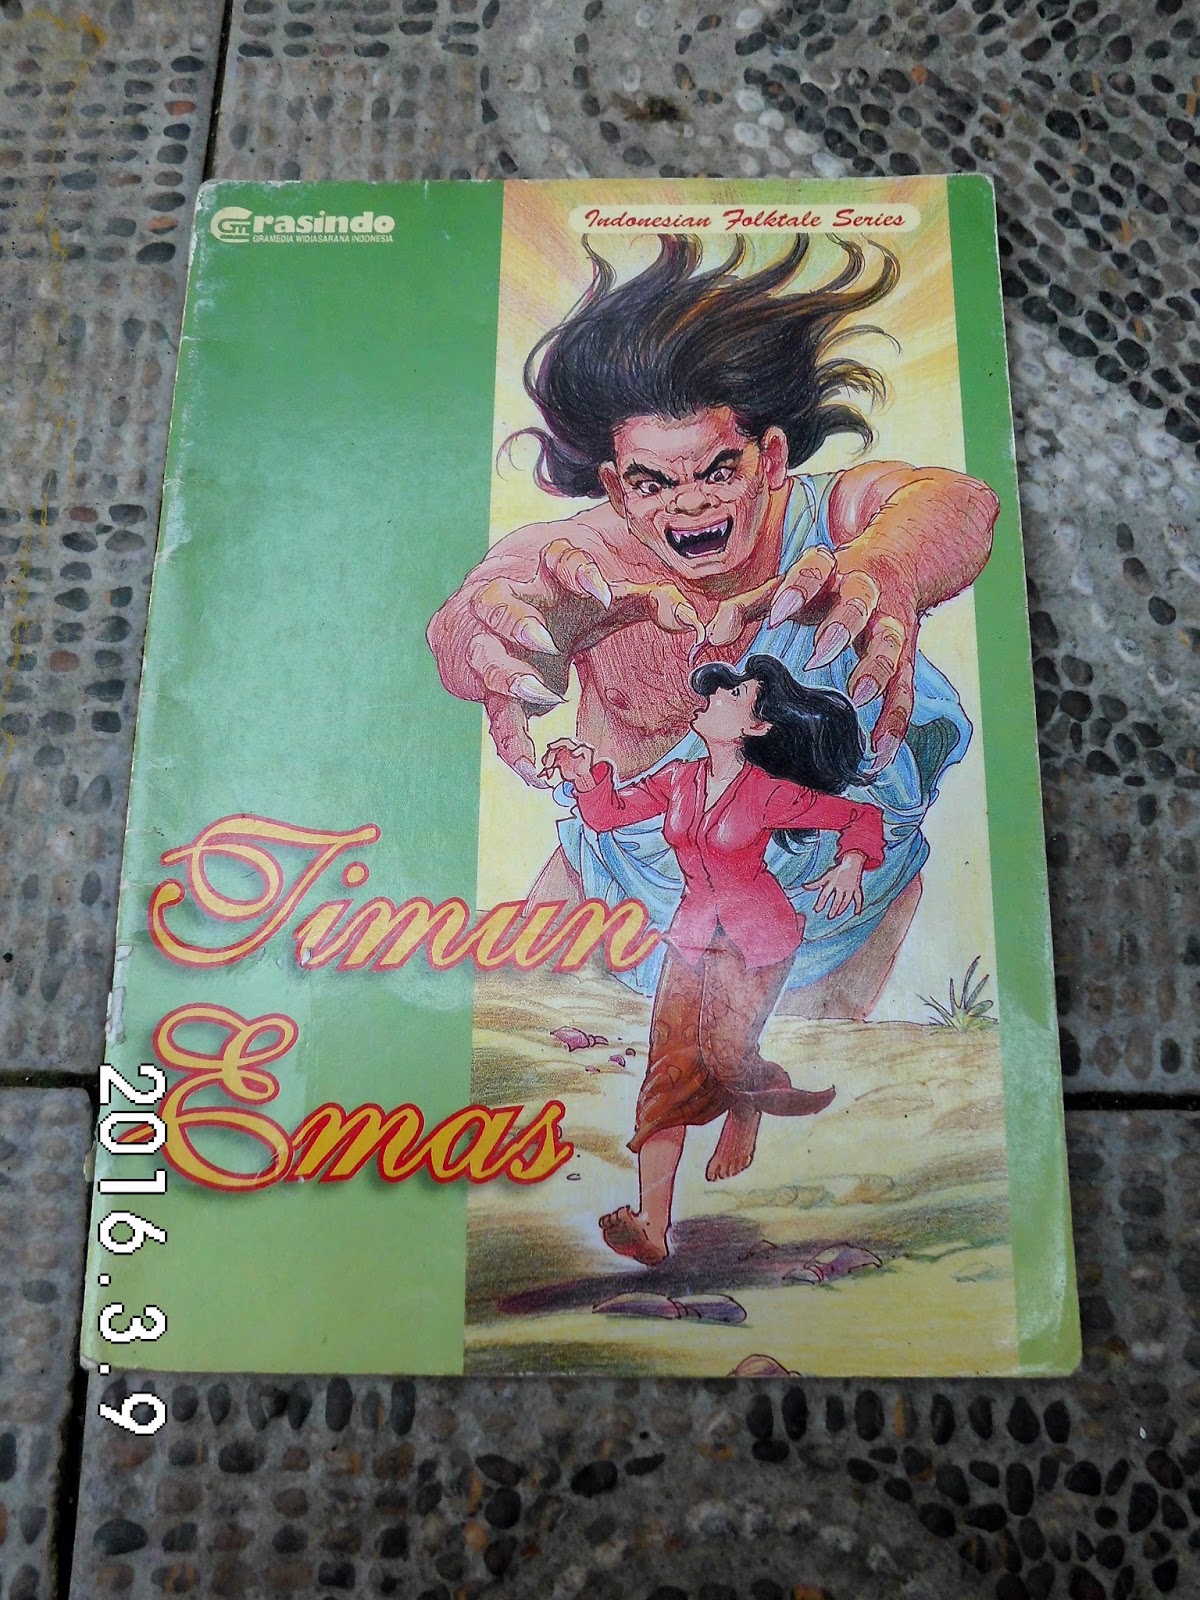 Grasindo
GRAMEDIA WIDIASARANA INDONESIA
Indonesian Folktale Series
Timun
Emas
2016.3.9